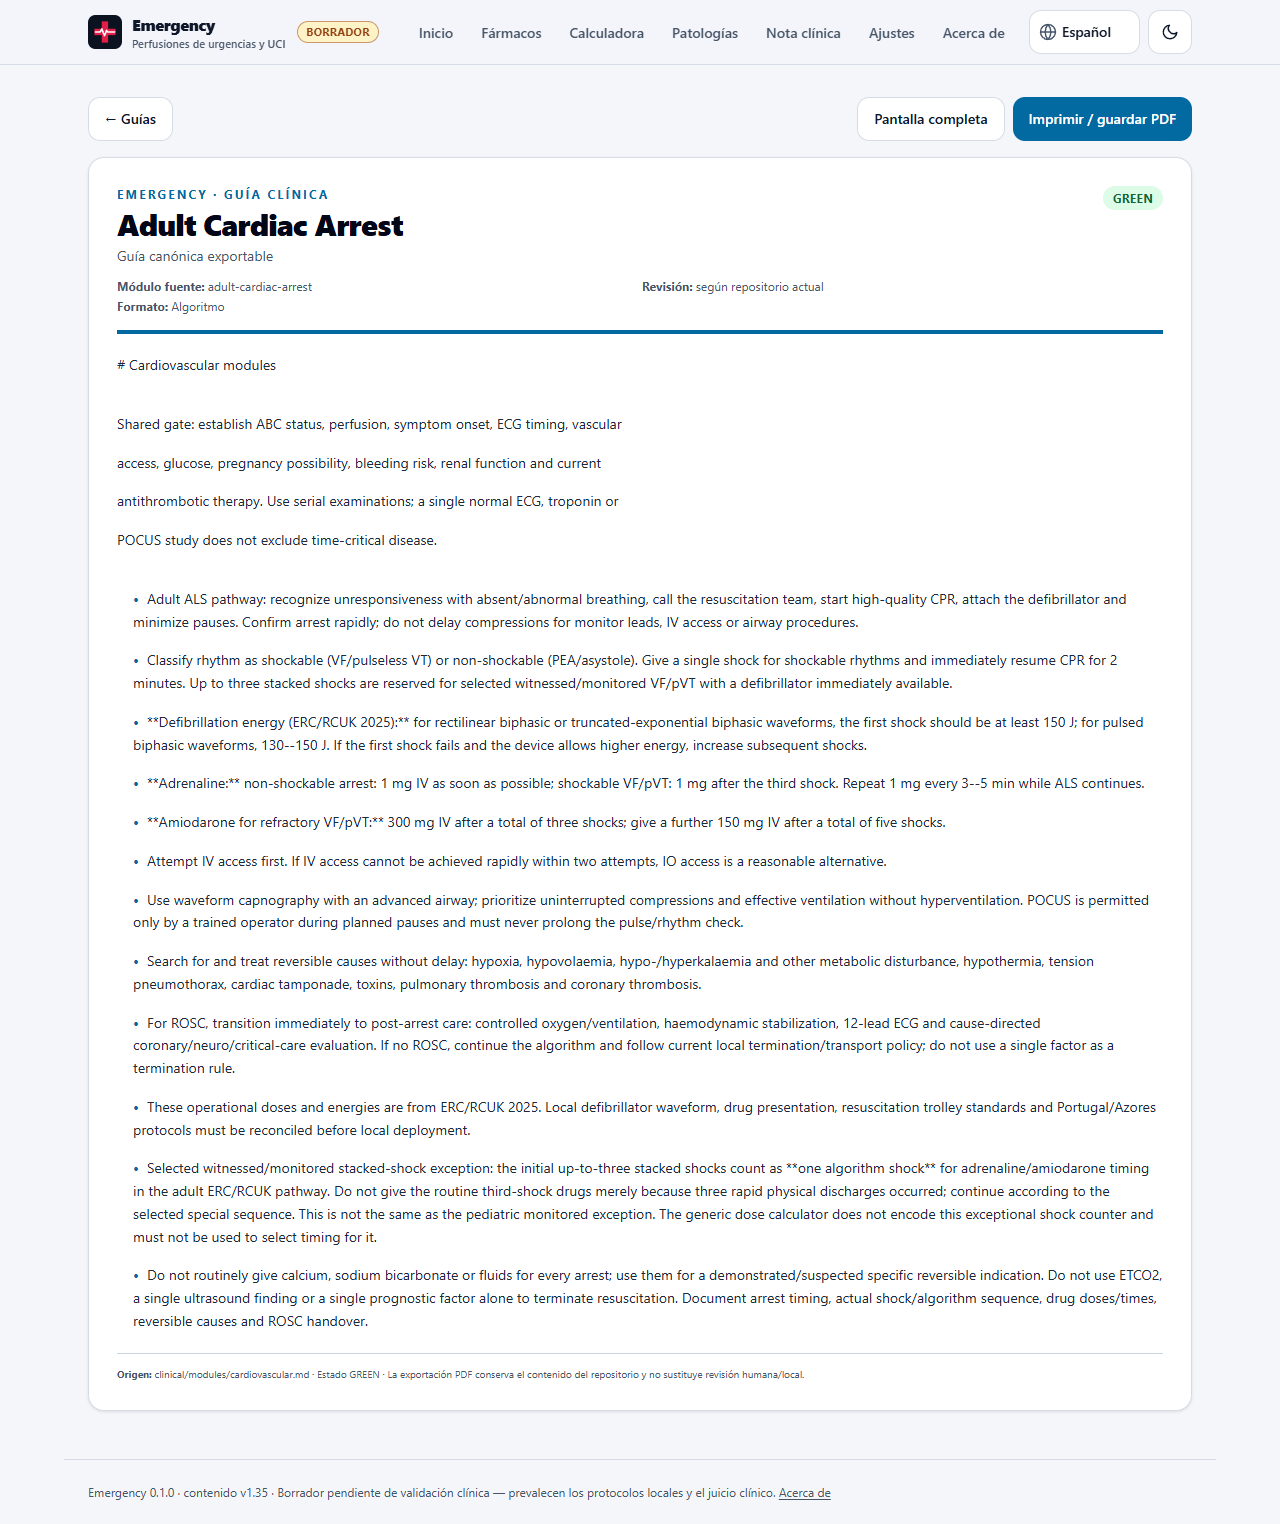 Emergency
Perfusiones de urgencias y UCI
BORRADOR
Inicio
Fármacos
Calculadora
Patologías
Nota clínica
Ajustes
Acerca de
Español
← Guías
Pantalla completa
Imprimir / guardar PDF
EMERGENCY · GUÍA CLÍNICA
GREEN
Adult Cardiac Arrest
Guía canónica exportable
Módulo fuente: adult-cardiac-arrest
Revisión: según repositorio actual
Formato: Algoritmo
# Cardiovascular modules
Shared gate: establish ABC status, perfusion, symptom onset, ECG timing, vascular
access, glucose, pregnancy possibility, bleeding risk, renal function and current
antithrombotic therapy. Use serial examinations; a single normal ECG, troponin or
POCUS study does not exclude time-critical disease.
• Adult ALS pathway: recognize unresponsiveness with absent/abnormal breathing, call the resuscitation team, start high-quality CPR, attach the defibrillator and
minimize pauses. Confirm arrest rapidly; do not delay compressions for monitor leads, IV access or airway procedures.
• Classify rhythm as shockable (VF/pulseless VT) or non-shockable (PEA/asystole). Give a single shock for shockable rhythms and immediately resume CPR for 2
minutes. Up to three stacked shocks are reserved for selected witnessed/monitored VF/pVT with a defibrillator immediately available.
• **Defibrillation energy (ERC/RCUK 2025):** for rectilinear biphasic or truncated-exponential biphasic waveforms, the first shock should be at least 150 J; for pulsed
biphasic waveforms, 130--150 J. If the first shock fails and the device allows higher energy, increase subsequent shocks.
• **Adrenaline:** non-shockable arrest: 1 mg IV as soon as possible; shockable VF/pVT: 1 mg after the third shock. Repeat 1 mg every 3--5 min while ALS continues.
• **Amiodarone for refractory VF/pVT:** 300 mg IV after a total of three shocks; give a further 150 mg IV after a total of five shocks.
• Attempt IV access first. If IV access cannot be achieved rapidly within two attempts, IO access is a reasonable alternative.
• Use waveform capnography with an advanced airway; prioritize uninterrupted compressions and effective ventilation without hyperventilation. POCUS is permitted
only by a trained operator during planned pauses and must never prolong the pulse/rhythm check.
• Search for and treat reversible causes without delay: hypoxia, hypovolaemia, hypo-/hyperkalaemia and other metabolic disturbance, hypothermia, tension
pneumothorax, cardiac tamponade, toxins, pulmonary thrombosis and coronary thrombosis.
• For ROSC, transition immediately to post-arrest care: controlled oxygen/ventilation, haemodynamic stabilization, 12-lead ECG and cause-directed
coronary/neuro/critical-care evaluation. If no ROSC, continue the algorithm and follow current local termination/transport policy; do not use a single factor as a
termination rule.
• These operational doses and energies are from ERC/RCUK 2025. Local defibrillator waveform, drug presentation, resuscitation trolley standards and Portugal/Azores
protocols must be reconciled before local deployment.
• Selected witnessed/monitored stacked-shock exception: the initial up-to-three stacked shocks count as **one algorithm shock** for adrenaline/amiodarone timing
in the adult ERC/RCUK pathway. Do not give the routine third-shock drugs merely because three rapid physical discharges occurred; continue according to the
selected special sequence. This is not the same as the pediatric monitored exception. The generic dose calculator does not encode this exceptional shock counter and
must not be used to select timing for it.
• Do not routinely give calcium, sodium bicarbonate or fluids for every arrest; use them for a demonstrated/suspected specific reversible indication. Do not use ETCO2,
a single ultrasound finding or a single prognostic factor alone to terminate resuscitation. Document arrest timing, actual shock/algorithm sequence, drug doses/times,
reversible causes and ROSC handover.
Origen: clinical/modules/cardiovascular.md · Estado GREEN · La exportación PDF conserva el contenido del repositorio y no sustituye revisión humana/local.
Emergency 0.1.0 · contenido v1.35 · Borrador pendiente de validación clínica — prevalecen los protocolos locales y el juicio clínico. Acerca de